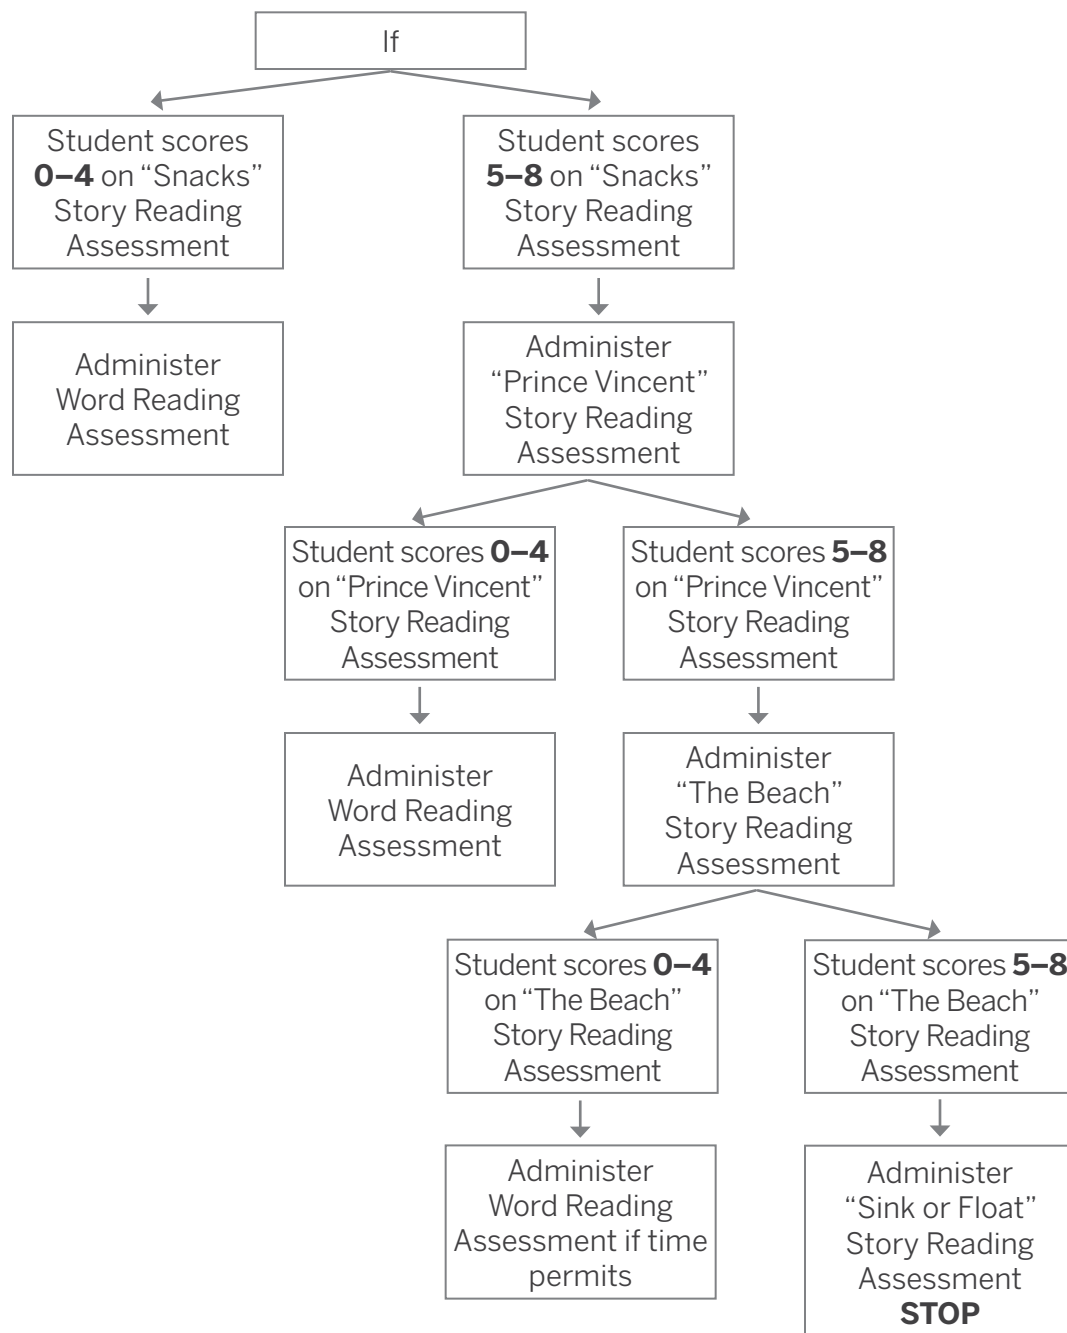 If
Student scores
0–4 on “Snacks”
Story Reading
Assessment
Student scores
5–8 on “Snacks”
Story Reading
Assessment
Administer
Word Reading
Assessment
Administer
“Prince Vincent”
Story Reading
Assessment
Student scores 0–4
on “Prince Vincent”
Story Reading
Assessment
Student scores 5–8
on “Prince Vincent”
Story Reading
Assessment
Administer
Word Reading
Assessment
Administer
“The Beach”
Story Reading
Assessment
Student scores 0–4
on “The Beach”
Story Reading
Assessment
Student scores 5–8
on “The Beach”
Story Reading
Assessment
Administer
Word Reading
Assessment if time
permits
Administer
“Sink or Float”
Story Reading
Assessment
STOP